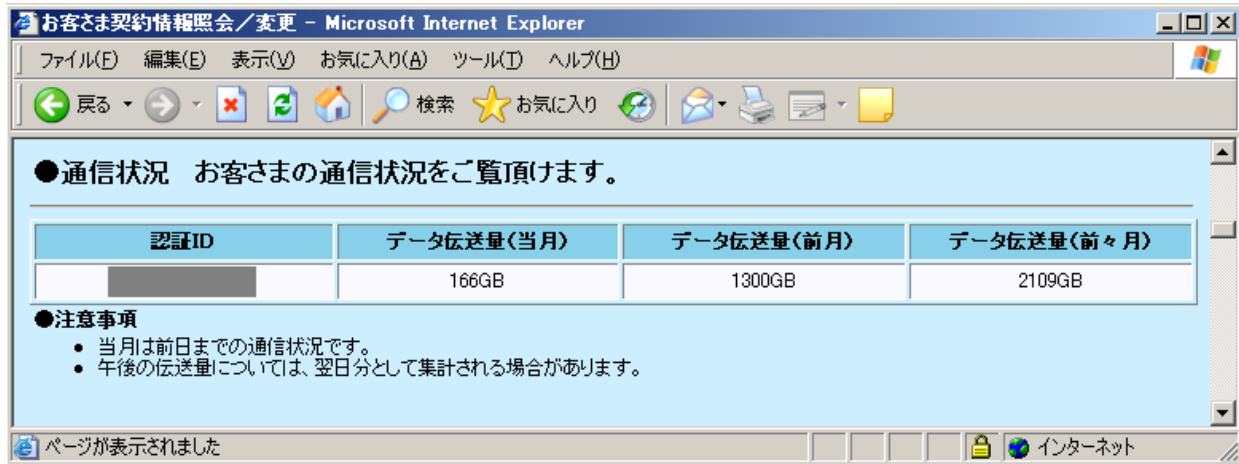 お客さま契約情報照会／変更 - Microsoft Internet Explorer
ファイル(F) 編集(E) 表示(V) お気に入り(A) ツール(T) ヘルプ(H)
戻る 検索 お気に入り
●通信状況 お客さまの通信状況をご覧頂けます。
認証ID データ伝送量(当月) データ伝送量(前月) データ伝送量(前々月)
166GB 1300GB 2109GB
●注意事項
• 当月は前日までの通信状況です。
• 午後の伝送量については、翌日分として集計される場合があります。
ページが表示されました インターネット